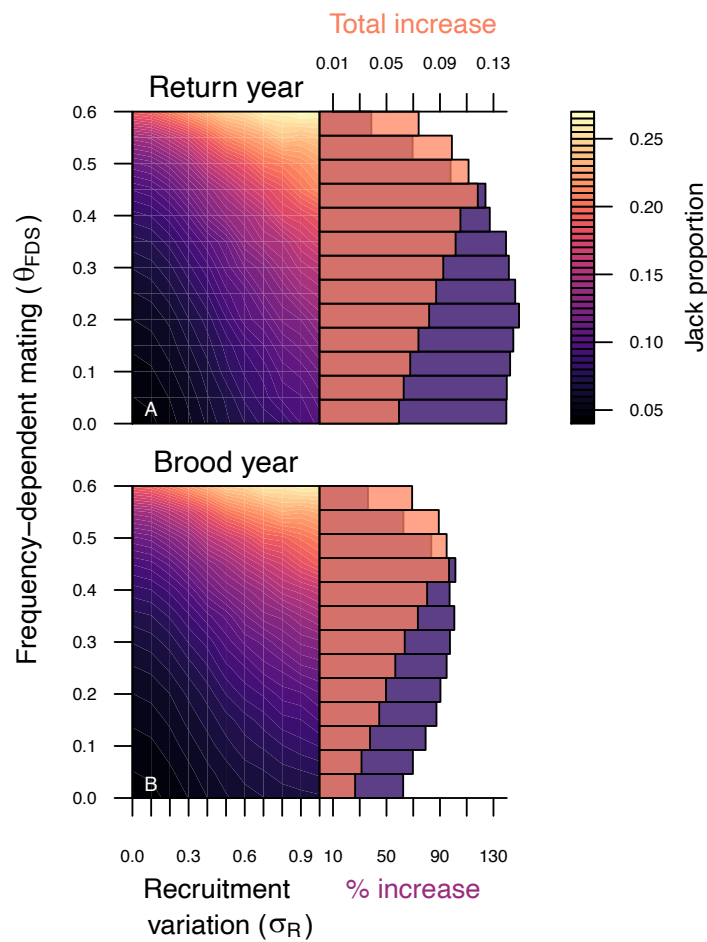 Total increase
0.01 0.05 0.09 0.13
Return year
0.6
0.5
0.4
0.3
0.2
0.1
0.0
A
Frequency−dependent mating (θFDS)
0.25
0.20
0.15
0.10
0.05
Jack proportion
Brood year
0.6
0.5
0.4
0.3
0.2
0.1
0.0
B
0.0 0.3 0.6 0.9 10 50 90 130
Recruitment
variation (σR)
% increase